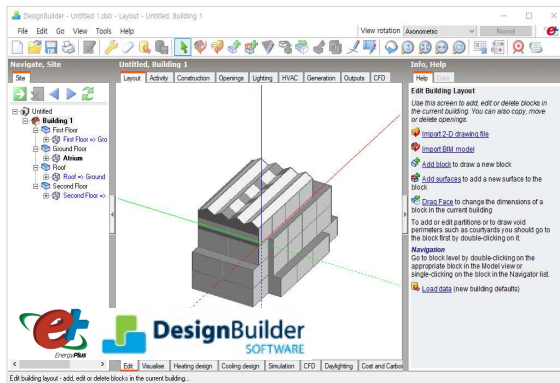 DesignBuilder - Untitled 1.dsb - Layout - Untitled, Building 1
File Edit Go View Tools Help
View rotation Axonometric Normal
Navigate, Site
Site
Untitled
Building 1
First Floor
First Floor => Gro
Ground Floor
Atrium
Roof
Roof => Ground
Second Floor
Second Floor =>
Untitled, Building 1
Layout Activity Construction Openings Lighting HVAC Generation Outputs CFD
EnergyPlus
DesignBuilder
SOFTWARE
Edit Visualise Heating design Cooling design Simulation CFD Daylighting Cost and Carbon
Info, Help
Help Data
Edit Building Layout
Use this screen to add, edit or delete blocks in
the current building. You can also copy, move
or delete openings.
Import 2-D drawing file
Import BIM model
Add block to draw a new block
Add surfaces to add a new surface to the
block
Drag Face to change the dimensions of a
block in the current building
To add or edit partitions or to draw void
perimeters such as courtyards you should go to
the block first by double-clicking on it.
Navigation
Go to block level by double-clicking on the
appropriate block in the Model view or
single-clicking on the block in the Navigator list.
Load data (new building defaults)
Edit building layout - add, edit or delete blocks in the current building...